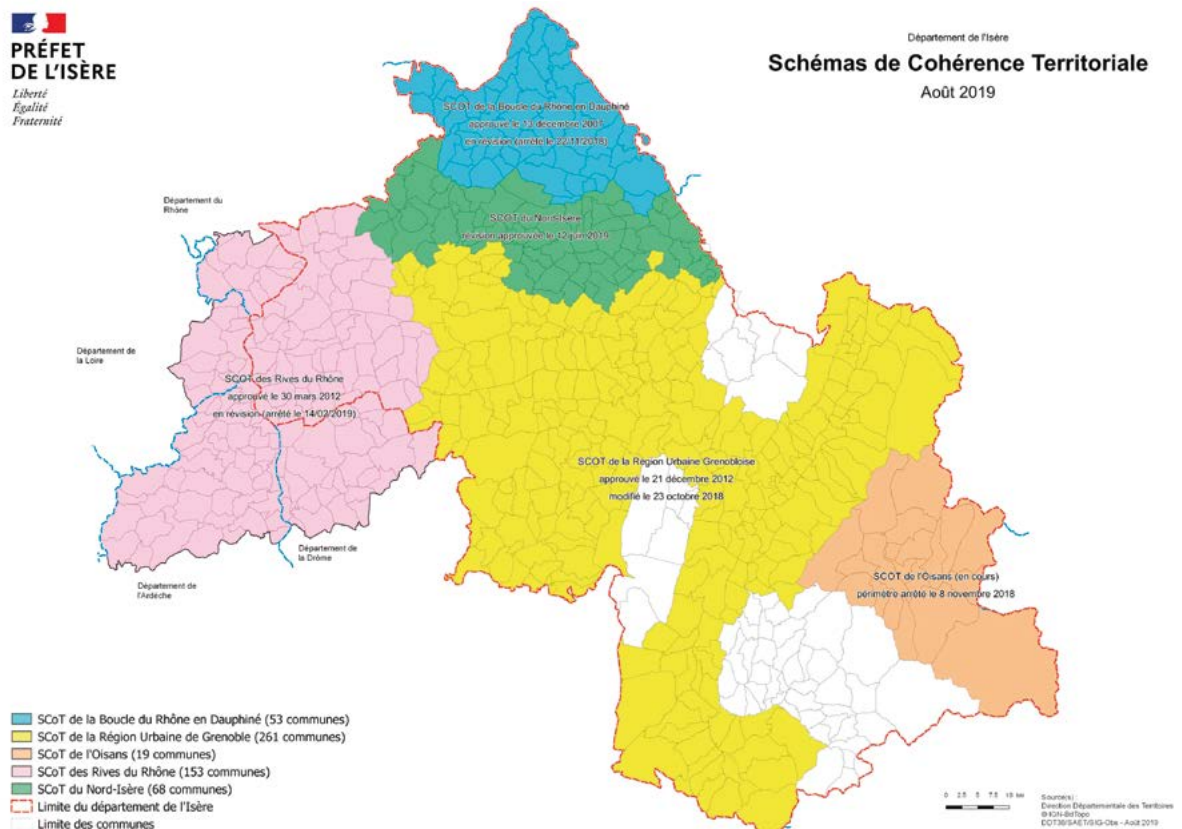 PRÉFET
DE L'ISÈRE
Liberté
Égalité
Fraternité
Département de l'Isère
Schémas de Cohérence Territoriale
Août 2019
SCOT de la Boucle du Rhône en Dauphiné
approuvé le 13 décembre 2007
en révision (arrêté le 22/11/2018)
Département du
Rhône
SCOT du Nord-Isère
révision approuvée le 12 juin 2019
Département de
la Loire
SCOT des Rives du Rhône
approuvé le 30 mars 2012
en révision (arrêté le 14/02/2019)
SCOT de la Région Urbaine Grenobloise
approuvé le 21 décembre 2012
modifié le 23 octobre 2018
Département de
la Drôme
Département de
l'Ardèche
SCOT de l'Oisans (en cours)
périmètre arrêté le 8 novembre 2018
SCoT de la Boucle du Rhône en Dauphiné (53 communes)
SCoT de la Région Urbaine de Grenoble (261 communes)
SCoT de l'Oisans (19 communes)
SCoT des Rives du Rhône (153 communes)
SCoT du Nord-Isère (68 communes)
Limite du département de l'Isère
Limite des communes
0 2.5 5 7.5 10 km
Source(s) :
Direction Départementale des Territoires
©IGN-BdTopo
DDT38/SAET/SIG-Obs - Août 2019